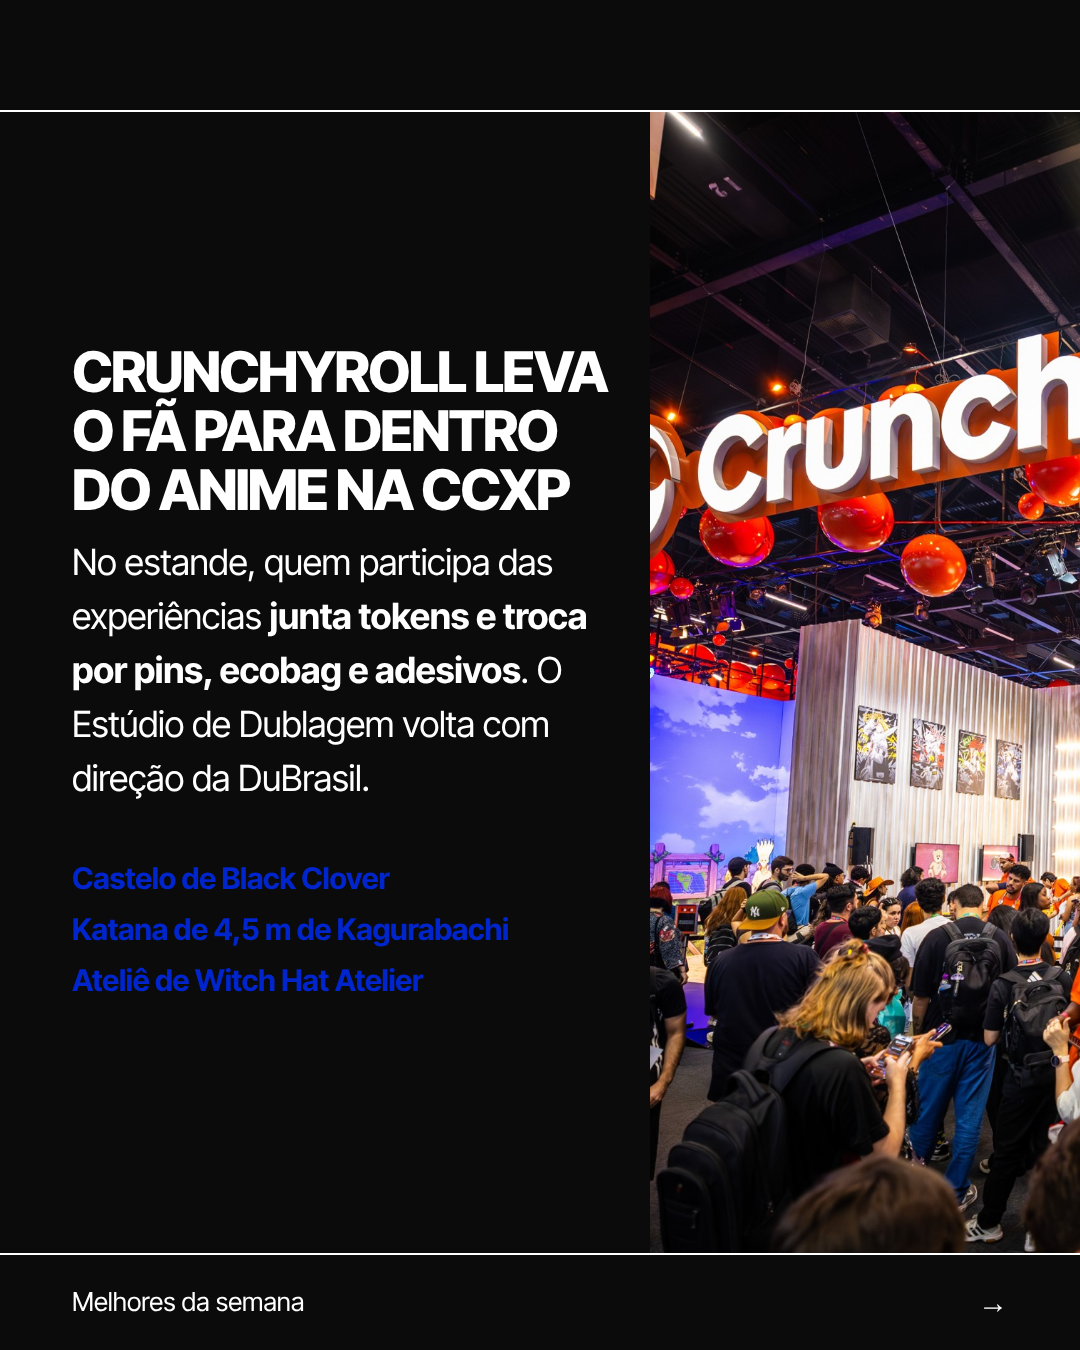 CRUNCHYROLL LEVA
O FÃ PARA DENTRO
DO ANIME NA CCXP
No estande, quem participa das
experiências junta tokens e troca
por pins, ecobag e adesivos. O
Estúdio de Dublagem volta com
direção da DuBrasil.
Castelo de Black Clover
Katana de 4,5 m de Kagurabachi
Ateliê de Witch Hat Atelier
Crunch
12
NY
Melhores da semana
→